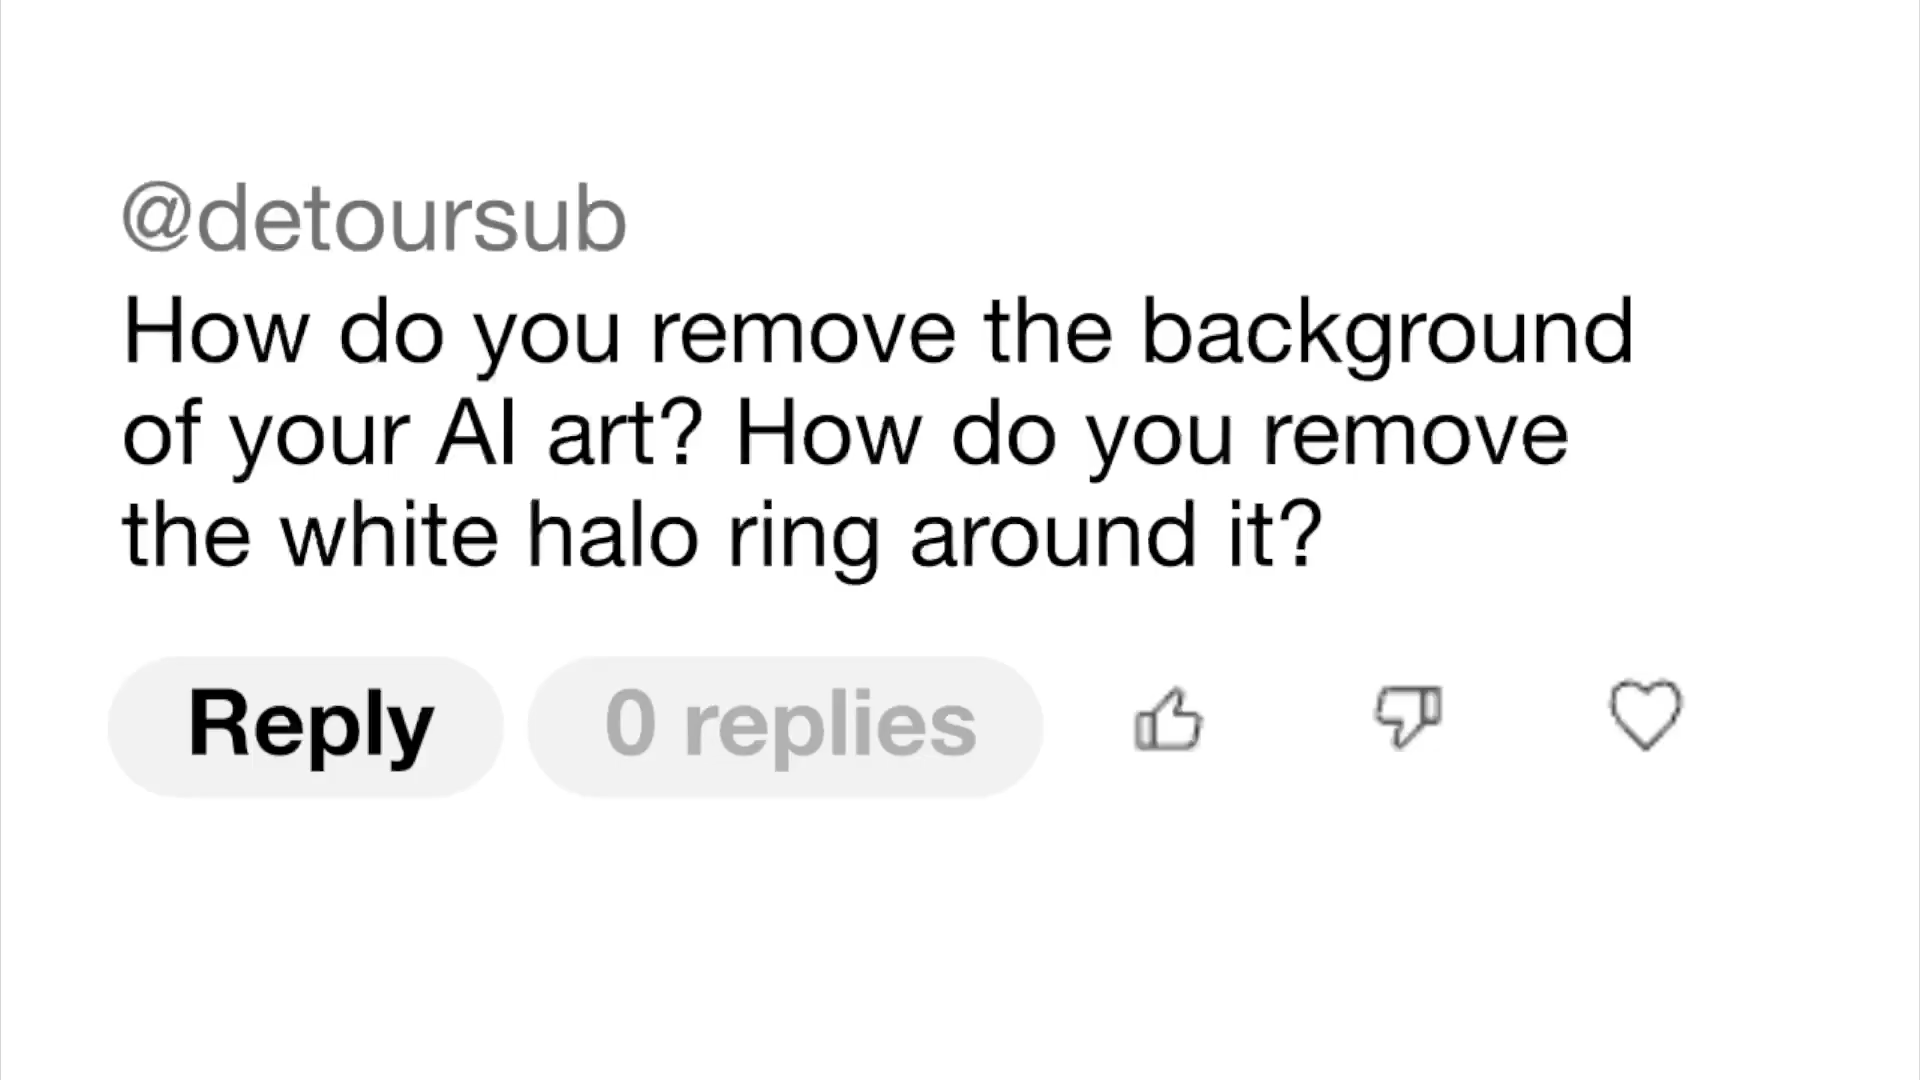 @detoursub
How do you remove the background
of your AI art? How do you remove
the white halo ring around it?
Reply
0 replies